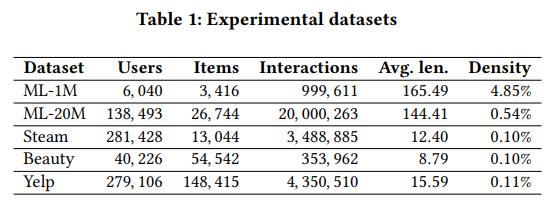 Table 1: Experimental datasets
Dataset Users Items Interactions Avg. len. Density
ML-1M 6, 040 3, 416 999, 611 165.49 4.85%
ML-20M 138, 493 26, 744 20, 000, 263 144.41 0.54%
Steam 281, 428 13, 044 3, 488, 885 12.40 0.10%
Beauty 40, 226 54, 542 353, 962 8.79 0.10%
Yelp 279, 106 148, 415 4, 350, 510 15.59 0.11%